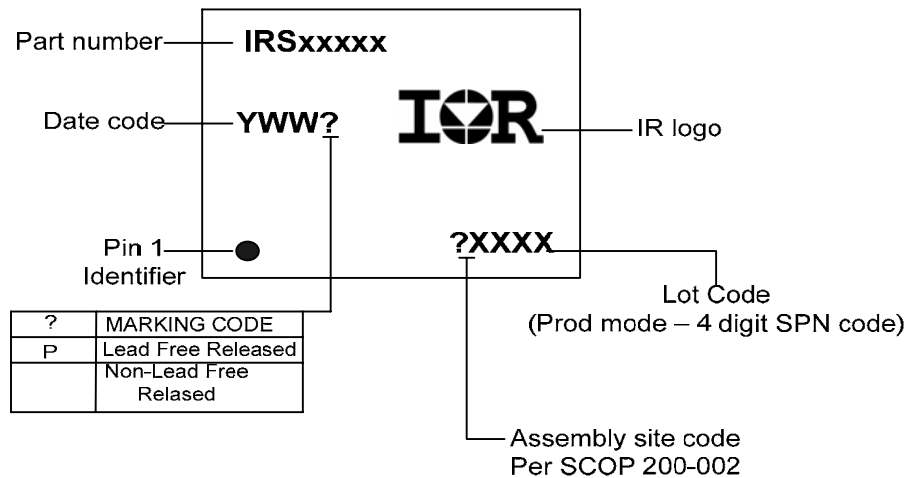 Part number
IRSxxxxx
Date code
YWW?
IOR
IR logo
Pin 1
Identifier
?XXXX
Lot Code
(Prod mode – 4 digit SPN code)
? MARKING CODE
P Lead Free Released
Non-Lead Free
Relased
Assembly site code
Per SCOP 200-002